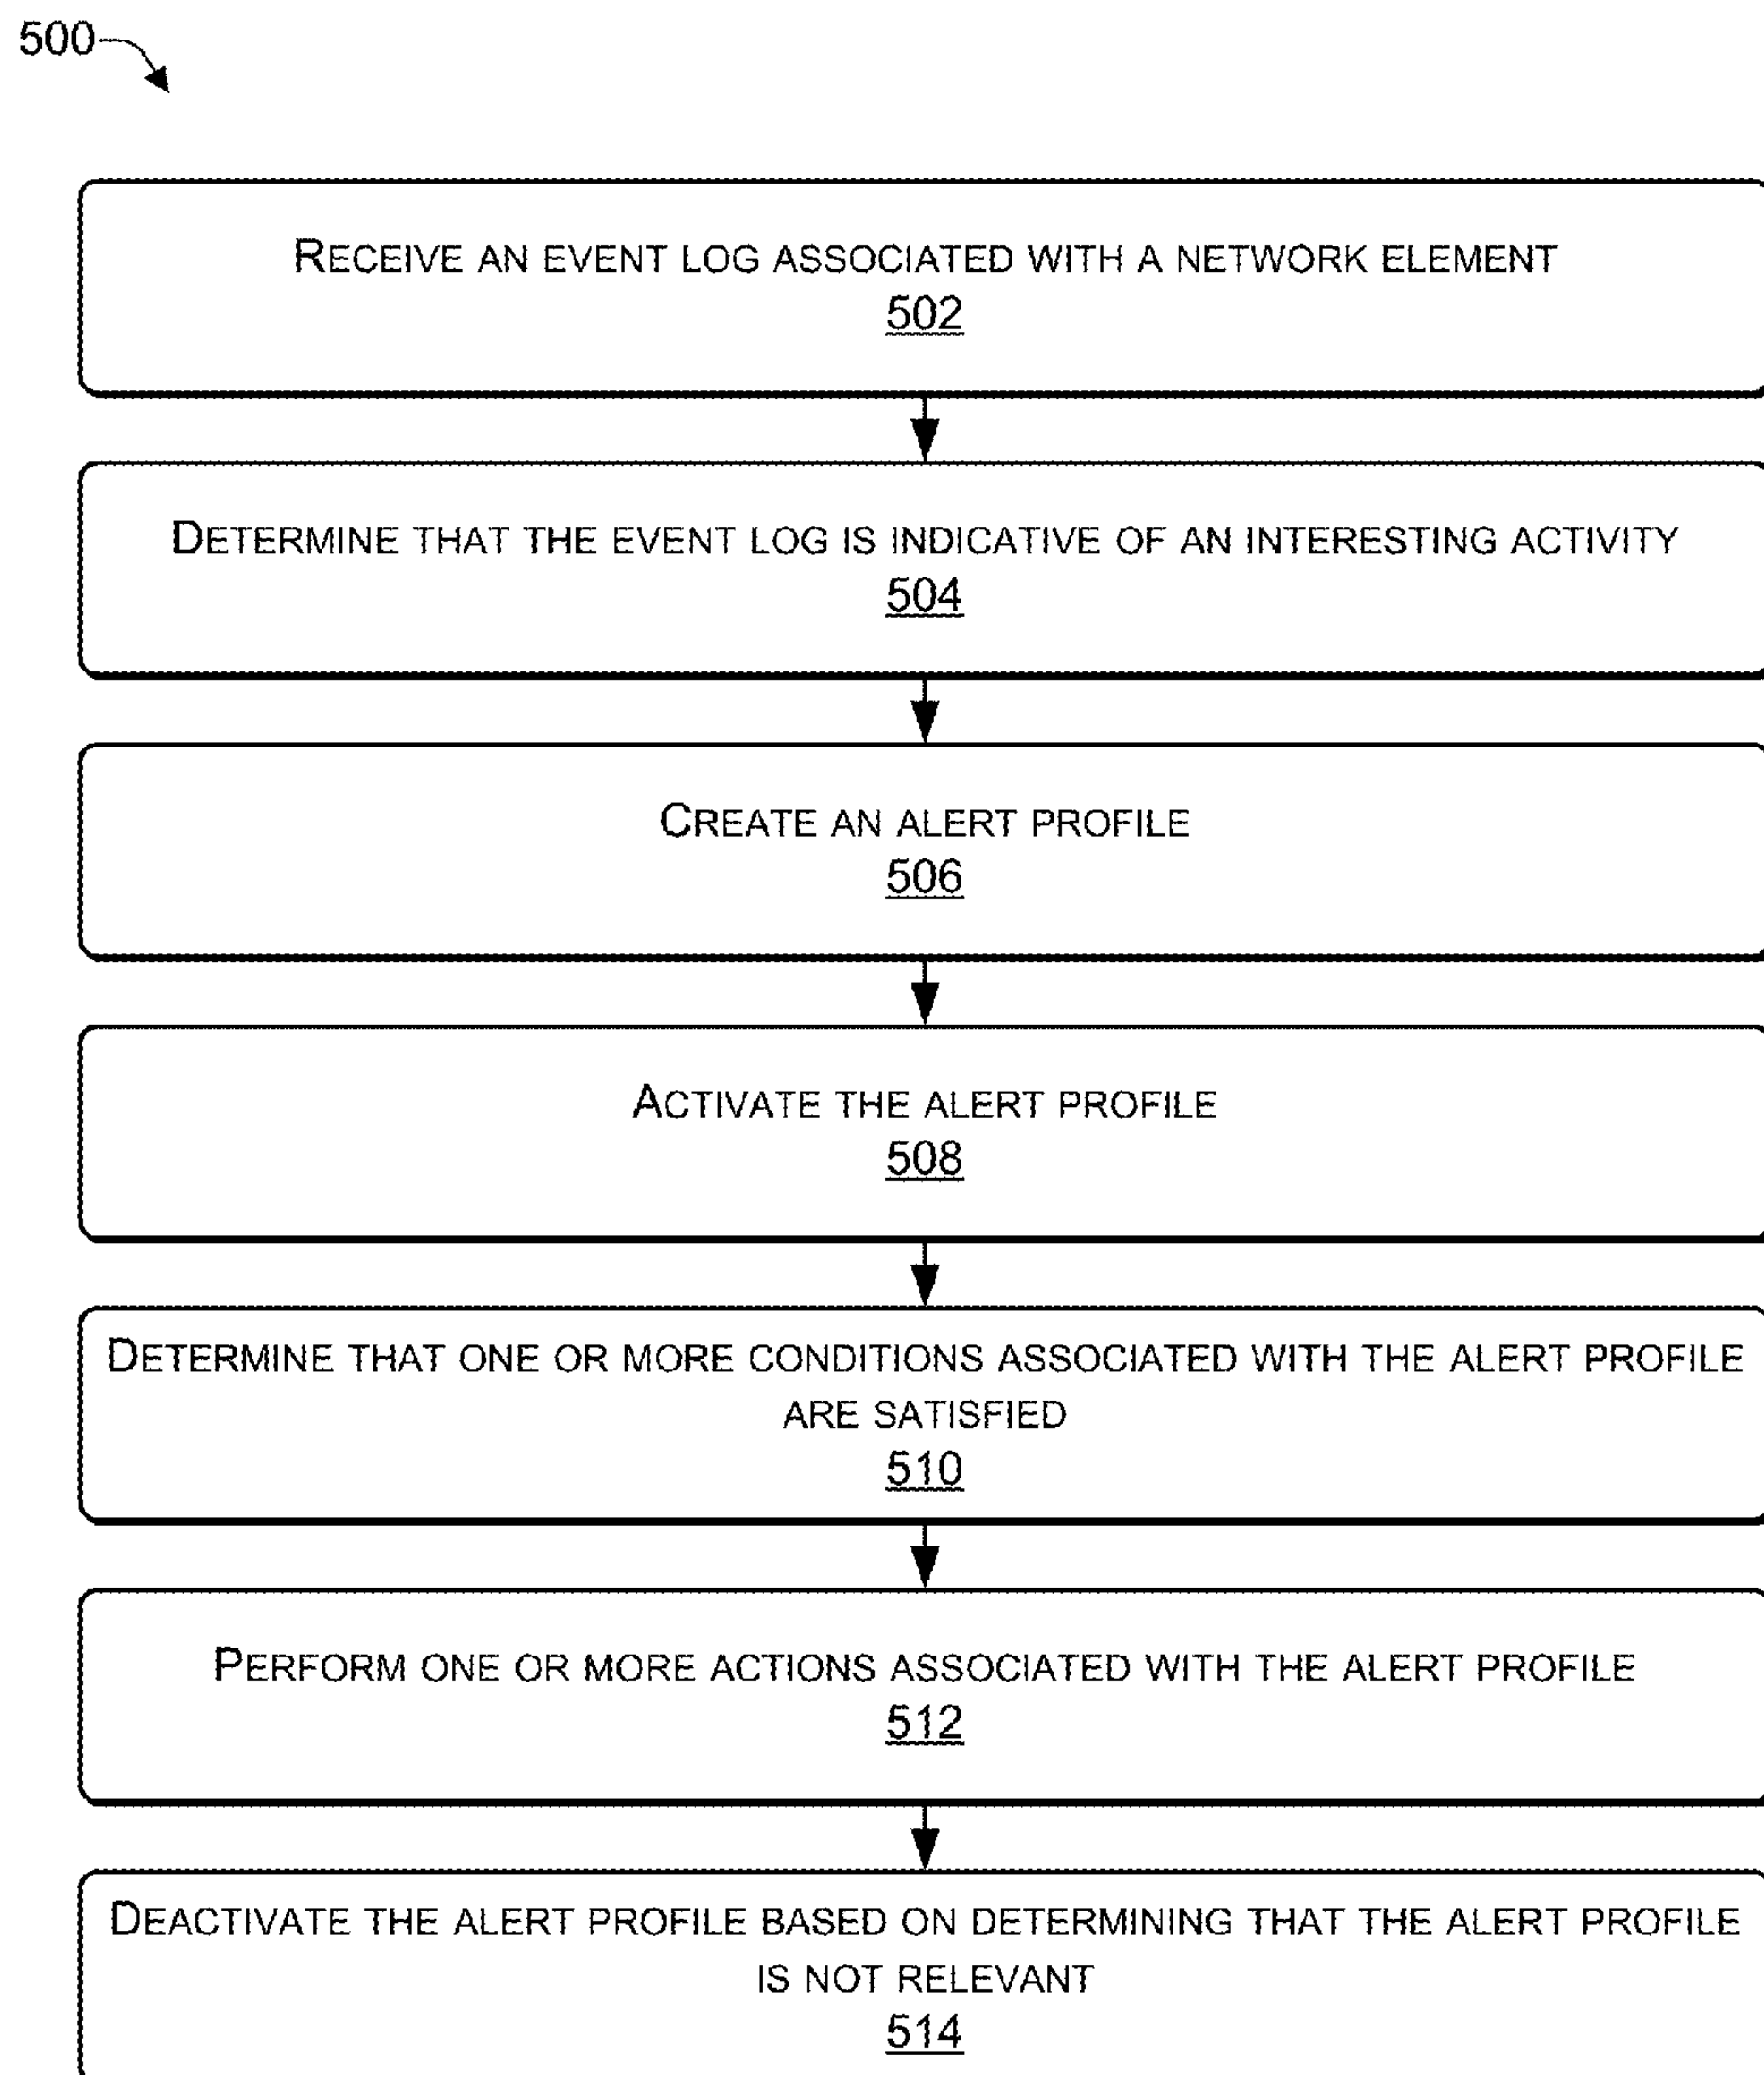 500
RECEIVE AN EVENT LOG ASSOCIATED WITH A NETWORK ELEMENT
502
DETERMINE THAT THE EVENT LOG IS INDICATIVE OF AN INTERESTING ACTIVITY
504
CREATE AN ALERT PROFILE
506
ACTIVATE THE ALERT PROFILE
508
DETERMINE THAT ONE OR MORE CONDITIONS ASSOCIATED WITH THE ALERT PROFILE
ARE SATISFIED
510
PERFORM ONE OR MORE ACTIONS ASSOCIATED WITH THE ALERT PROFILE
512
DEACTIVATE THE ALERT PROFILE BASED ON DETERMINING THAT THE ALERT PROFILE
IS NOT RELEVANT
514